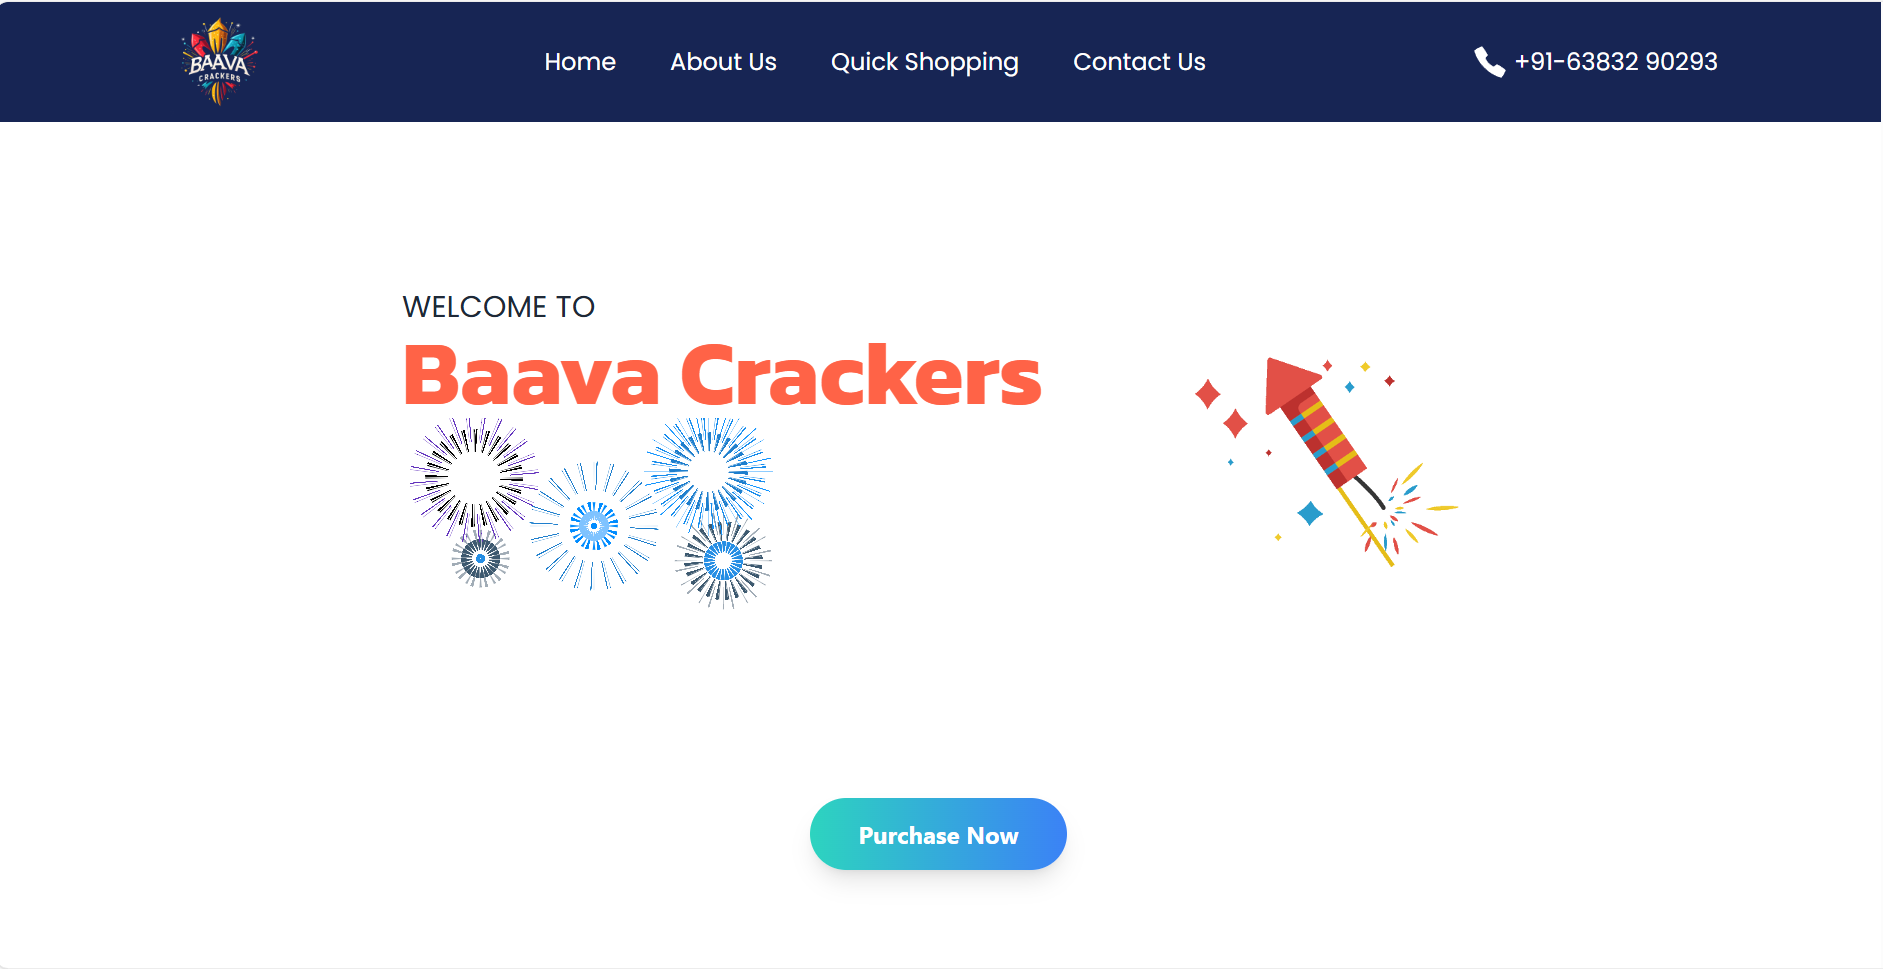 BAAVA
CRACKERS
Home
About Us
Quick Shopping
Contact Us
+91-63832 90293
WELCOME TO
Baava Crackers
Purchase Now